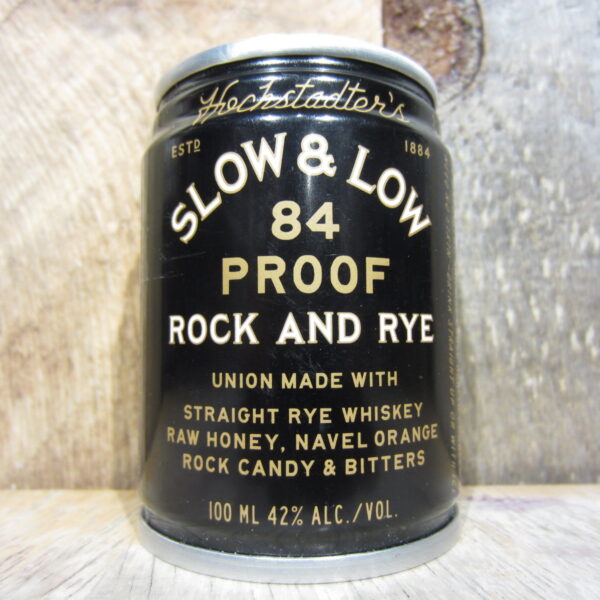 Hochstadter's
ESTD 1884
SLOW & LOW
84
PROOF
ROCK AND RYE
UNION MADE WITH
STRAIGHT RYE WHISKEY
RAW HONEY, NAVEL ORANGE
ROCK CANDY & BITTERS
100 ML 42% ALC./VOL.